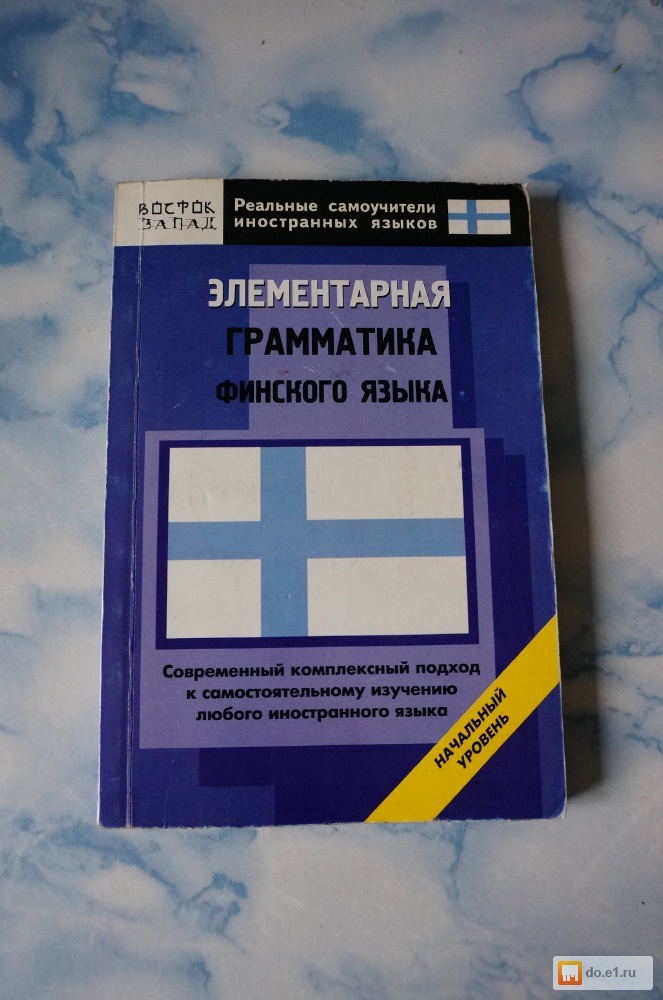 ВОСТОК
ЗАПАД
Реальные самоучители
иностранных языков
ЭЛЕМЕНТАРНАЯ
ГРАММАТИКА
ФИНСКОГО ЯЗЫКА
Современный комплексный подход
к самостоятельному изучению
любого иностранного языка
НАЧАЛЬНЫЙ
УРОВЕНЬ
do.e1.ru